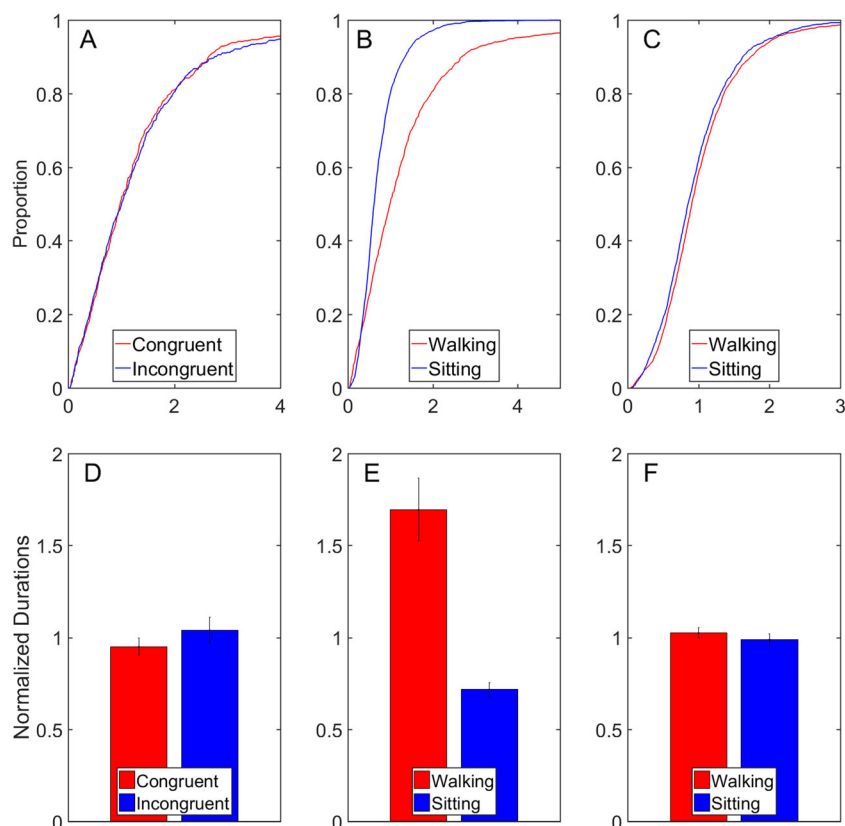 A
B
C
Proportion
1
0.8
0.6
0.4
0.2
0
1
0.8
0.6
0.4
0.2
0
1
0.8
0.6
0.4
0.2
0
Congruent
Incongruent
Walking
Sitting
Walking
Sitting
0 2 4
0 2 4
0 1 2 3
D
E
F
Normalized Durations
2
1.5
1
0.5
0
2
1.5
1
0.5
0
2
1.5
1
0.5
0
Congruent
Incongruent
Walking
Sitting
Walking
Sitting